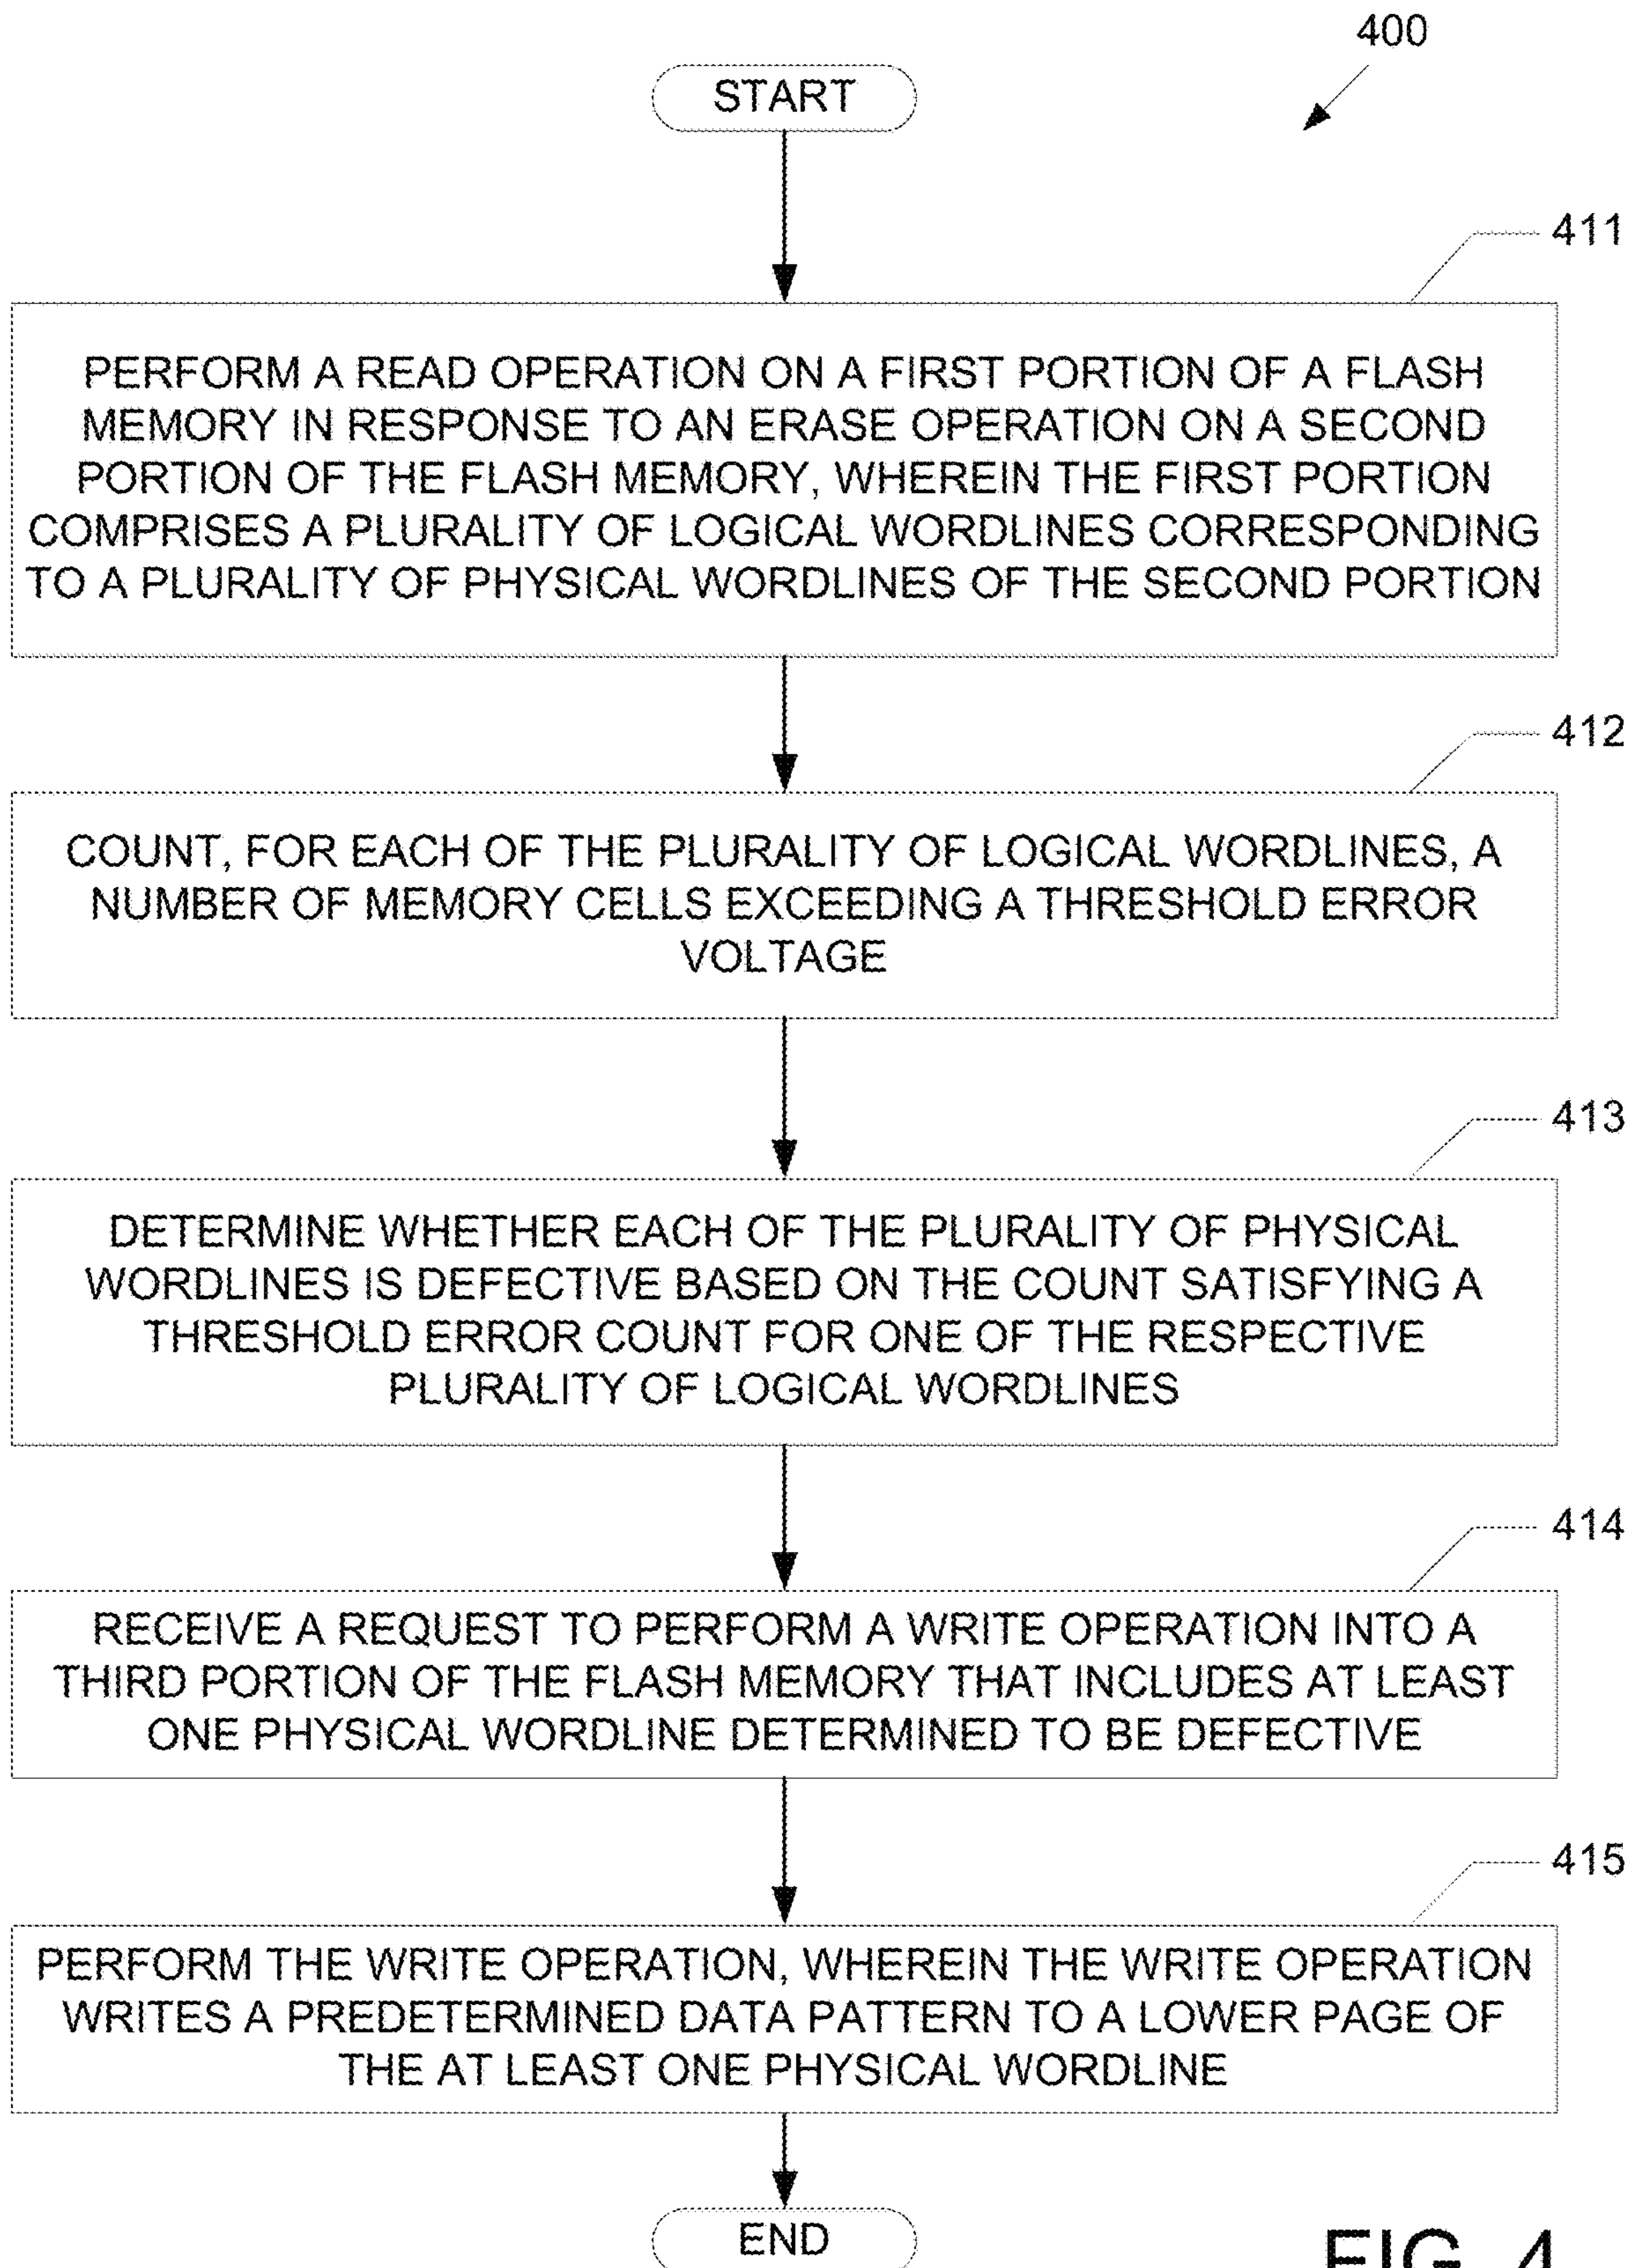 400
START
411
PERFORM A READ OPERATION ON A FIRST PORTION OF A FLASH
MEMORY IN RESPONSE TO AN ERASE OPERATION ON A SECOND
PORTION OF THE FLASH MEMORY, WHEREIN THE FIRST PORTION
COMPRISES A PLURALITY OF LOGICAL WORDLINES CORRESPONDING
TO A PLURALITY OF PHYSICAL WORDLINES OF THE SECOND PORTION
412
COUNT, FOR EACH OF THE PLURALITY OF LOGICAL WORDLINES, A
NUMBER OF MEMORY CELLS EXCEEDING A THRESHOLD ERROR
VOLTAGE
413
DETERMINE WHETHER EACH OF THE PLURALITY OF PHYSICAL
WORDLINES IS DEFECTIVE BASED ON THE COUNT SATISFYING A
THRESHOLD ERROR COUNT FOR ONE OF THE RESPECTIVE
PLURALITY OF LOGICAL WORDLINES
414
RECEIVE A REQUEST TO PERFORM A WRITE OPERATION INTO A
THIRD PORTION OF THE FLASH MEMORY THAT INCLUDES AT LEAST
ONE PHYSICAL WORDLINE DETERMINED TO BE DEFECTIVE
415
PERFORM THE WRITE OPERATION, WHEREIN THE WRITE OPERATION
WRITES A PREDETERMINED DATA PATTERN TO A LOWER PAGE OF
THE AT LEAST ONE PHYSICAL WORDLINE
END
FIG. 4